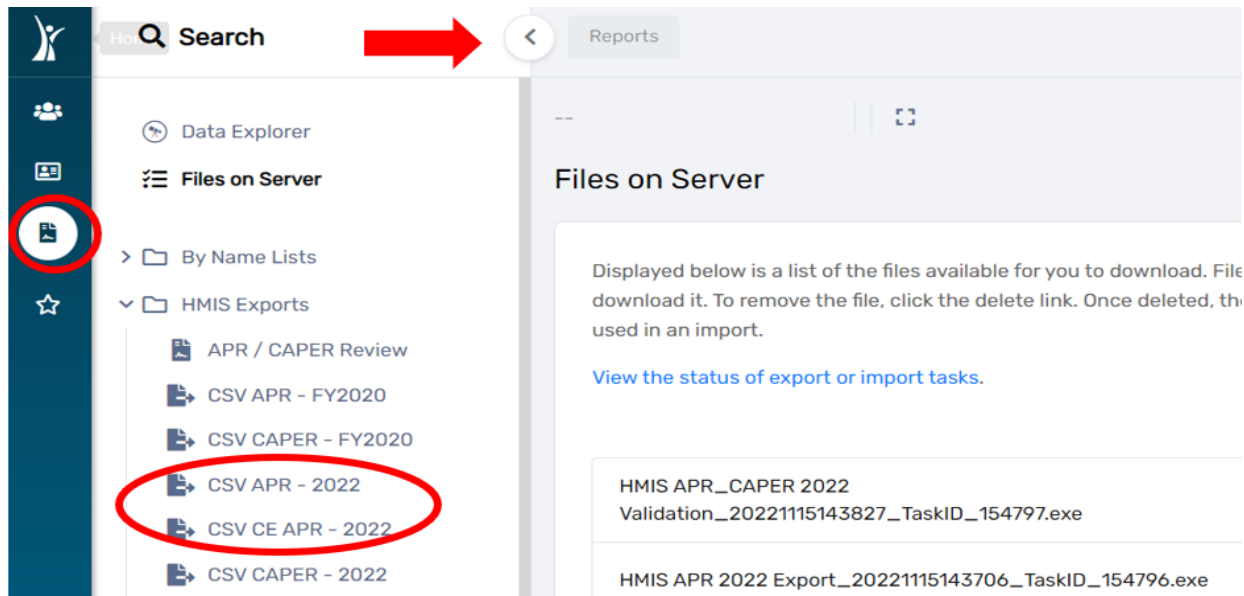 Home
Search
Reports
Data Explorer
--
Files on Server
Files on Server
By Name Lists
HMIS Exports
APR / CAPER Review
CSV APR - FY2020
CSV CAPER - FY2020
CSV APR - 2022
CSV CE APR - 2022
CSV CAPER - 2022
Displayed below is a list of the files available for you to download. File
download it. To remove the file, click the delete link. Once deleted, the
used in an import.
View the status of export or import tasks.
HMIS APR_CAPER 2022
Validation_20221115143827_TaskID_154797.exe
HMIS APR 2022 Export_20221115143706_TaskID_154796.exe